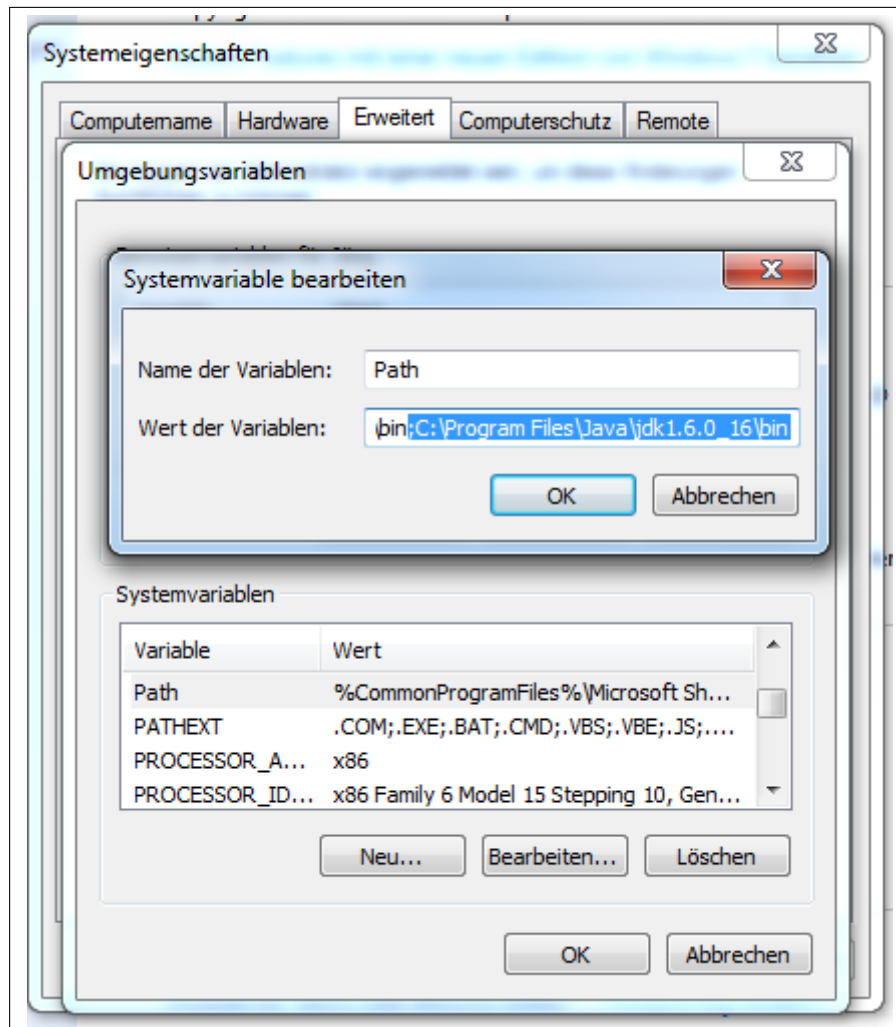 Systemeigenschaften
Computername Hardware Erweitert Computerschutz Remote
Umgebungsvariablen
Systemvariable bearbeiten
Name der Variablen: Path
Wert der Variablen: \bin;C:\Program Files\Java\jdk1.6.0_16\bin
OK Abbrechen
Systemvariablen
Variable Wert
Path %CommonProgramFiles%\Microsoft Sh...
PATHEXT .COM;.EXE;.BAT;.CMD;.VBS;.VBE;.JS;....
PROCESSOR_A... x86
PROCESSOR_ID... x86 Family 6 Model 15 Stepping 10, Gen...
Neu... Bearbeiten... Löschen
OK Abbrechen